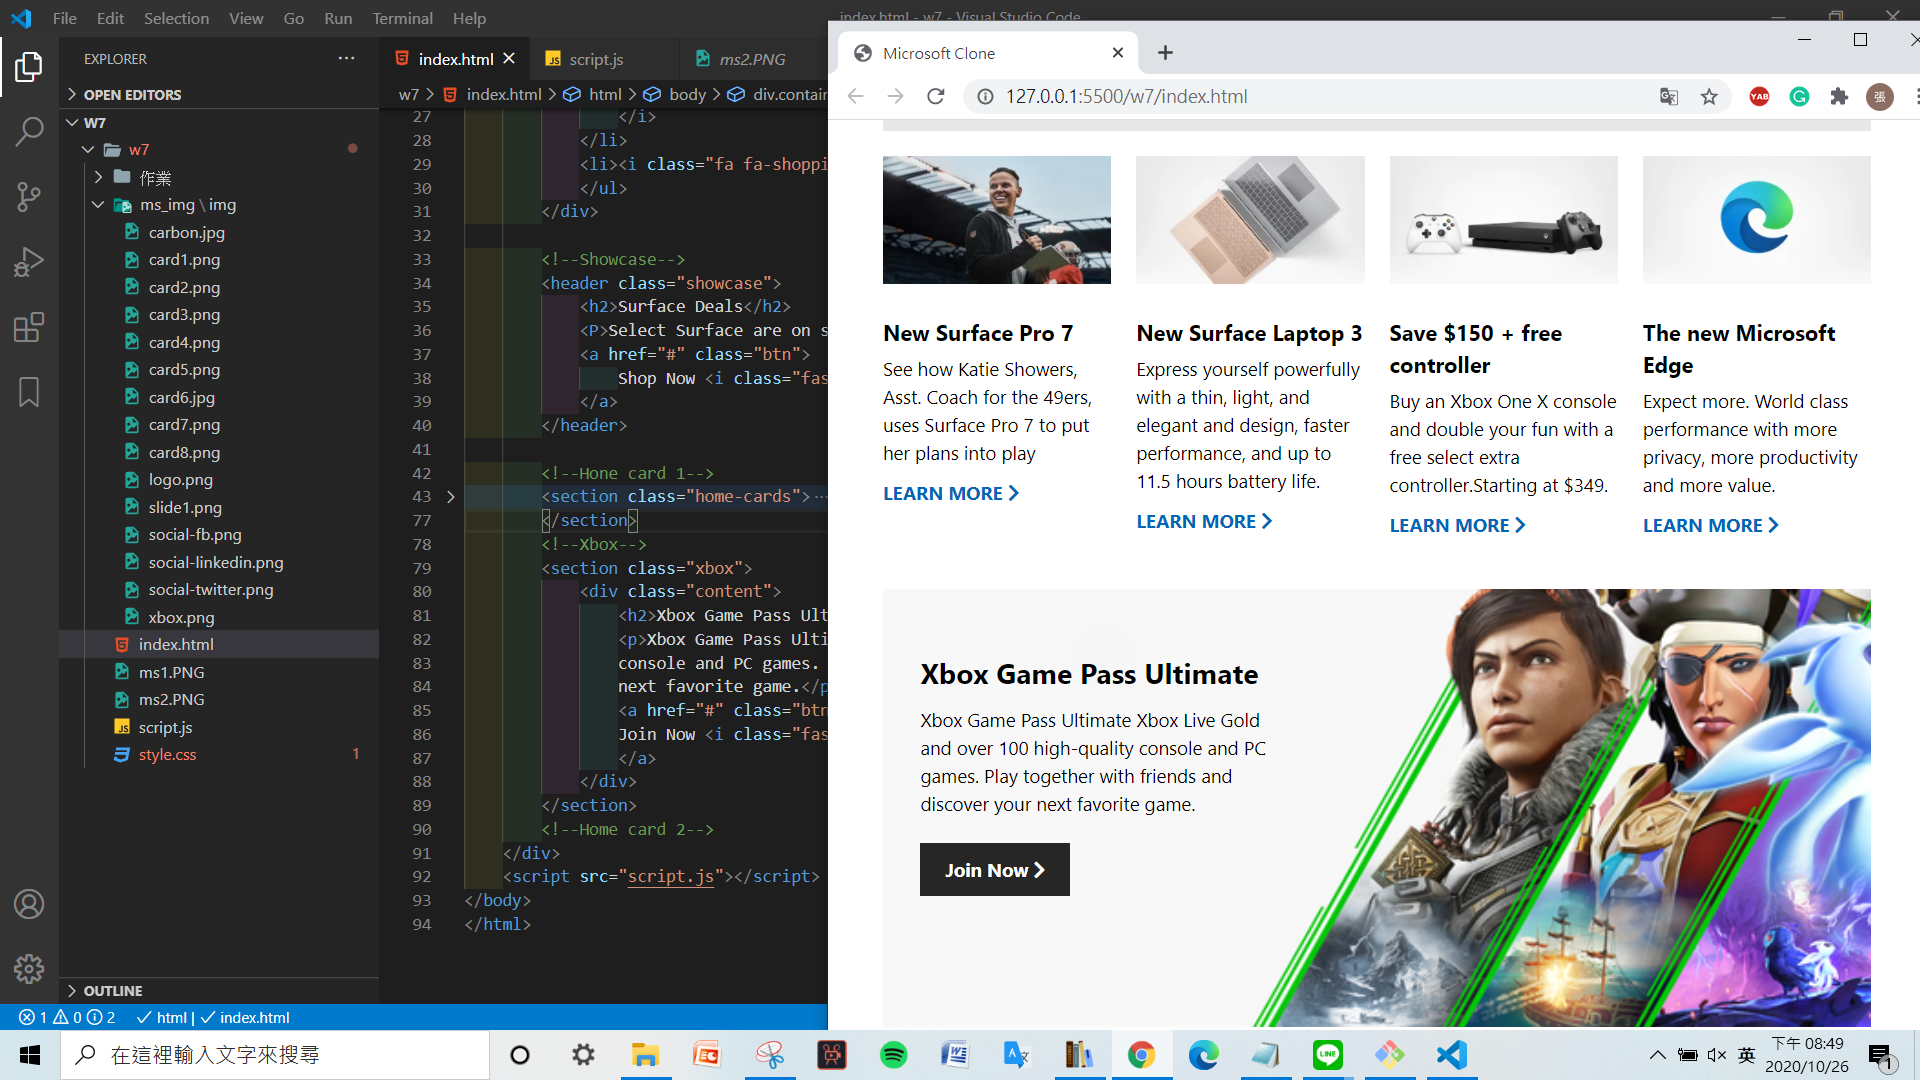 File Edit Selection View Go Run Terminal Help
index.html - w7 - Visual Studio Code
EXPLORER ···
OPEN EDITORS
W7
w7
作業
ms_img \ img
carbon.jpg
card1.png
card2.png
card3.png
card4.png
card5.png
card6.jpg
card7.png
card8.png
logo.png
slide1.png
social-fb.png
social-linkedin.png
social-twitter.png
xbox.png
index.html
ms1.PNG
ms2.PNG
JS script.js
style.css 1
OUTLINE
index.html JS script.js ms2.PNG
w7 > index.html > html > body > div.contain
27 </i>
28 </li>
29 <li><i class="fa fa-shoppi
30 </ul>
31 </div>
32
33 <!--Showcase-->
34 <header class="showcase">
35 <h2>Surface Deals</h2>
36 <P>Select Surface are on s
37 <a href="#" class="btn">
38 Shop Now <i class="fas
39 </a>
40 </header>
41
42 <!--Hone card 1-->
43 <section class="home-cards"> ···
77 </section>
78 <!--Xbox-->
79 <section class="xbox">
80 <div class="content">
81 <h2>Xbox Game Pass Ult
82 <p>Xbox Game Pass Ulti
83 console and PC games.
84 next favorite game.</p
85 <a href="#" class="btn
86 Join Now <i class="fas
87 </a>
88 </div>
89 </section>
90 <!--Home card 2-->
91 </div>
92 <script src="script.js"></script>
93 </body>
94 </html>
1 0 2 html | index.html
Microsoft Clone
127.0.0.1:5500/w7/index.html
YAB
張
New Surface Pro 7
See how Katie Showers,
Asst. Coach for the 49ers,
uses Surface Pro 7 to put
her plans into play
LEARN MORE
New Surface Laptop 3
Express yourself powerfully
with a thin, light, and
elegant and design, faster
performance, and up to
11.5 hours battery life.
LEARN MORE
Save $150 + free
controller
Buy an Xbox One X console
and double your fun with a
free select extra
controller.Starting at $349.
LEARN MORE
The new Microsoft
Edge
Expect more. World class
performance with more
privacy, more productivity
and more value.
LEARN MORE
Xbox Game Pass Ultimate
Xbox Game Pass Ultimate Xbox Live Gold
and over 100 high-quality console and PC
games. Play together with friends and
discover your next favorite game.
Join Now
在這裡輸入文字來搜尋
LINE
英
下午 08:49
2020/10/26
1